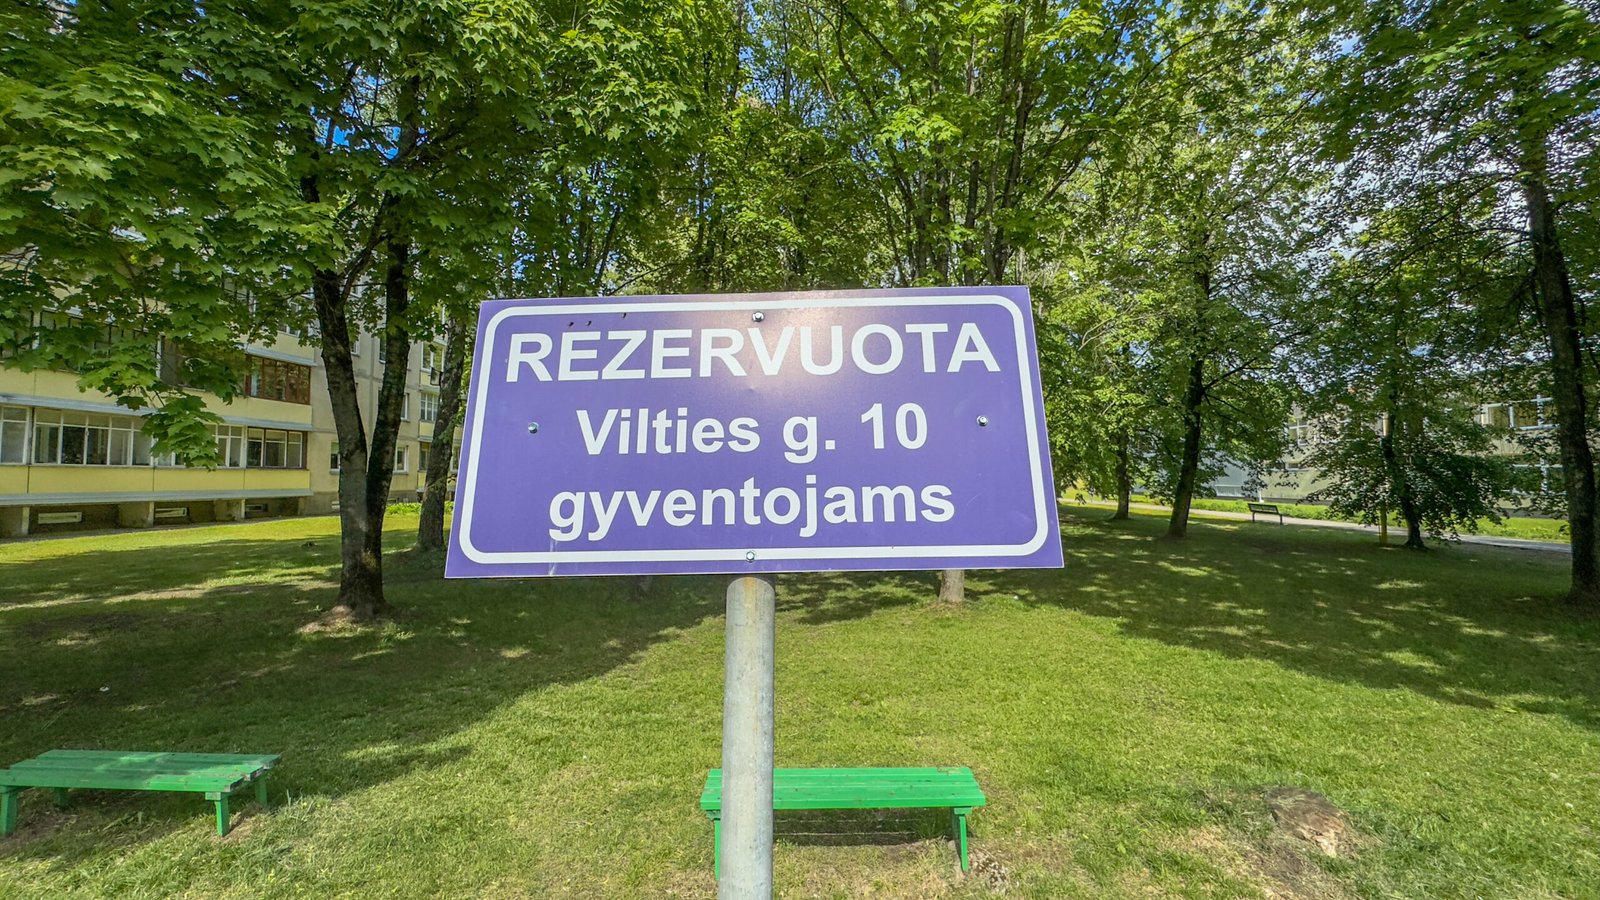 REZERVUOTA
Vilties g. 10
gyventojams